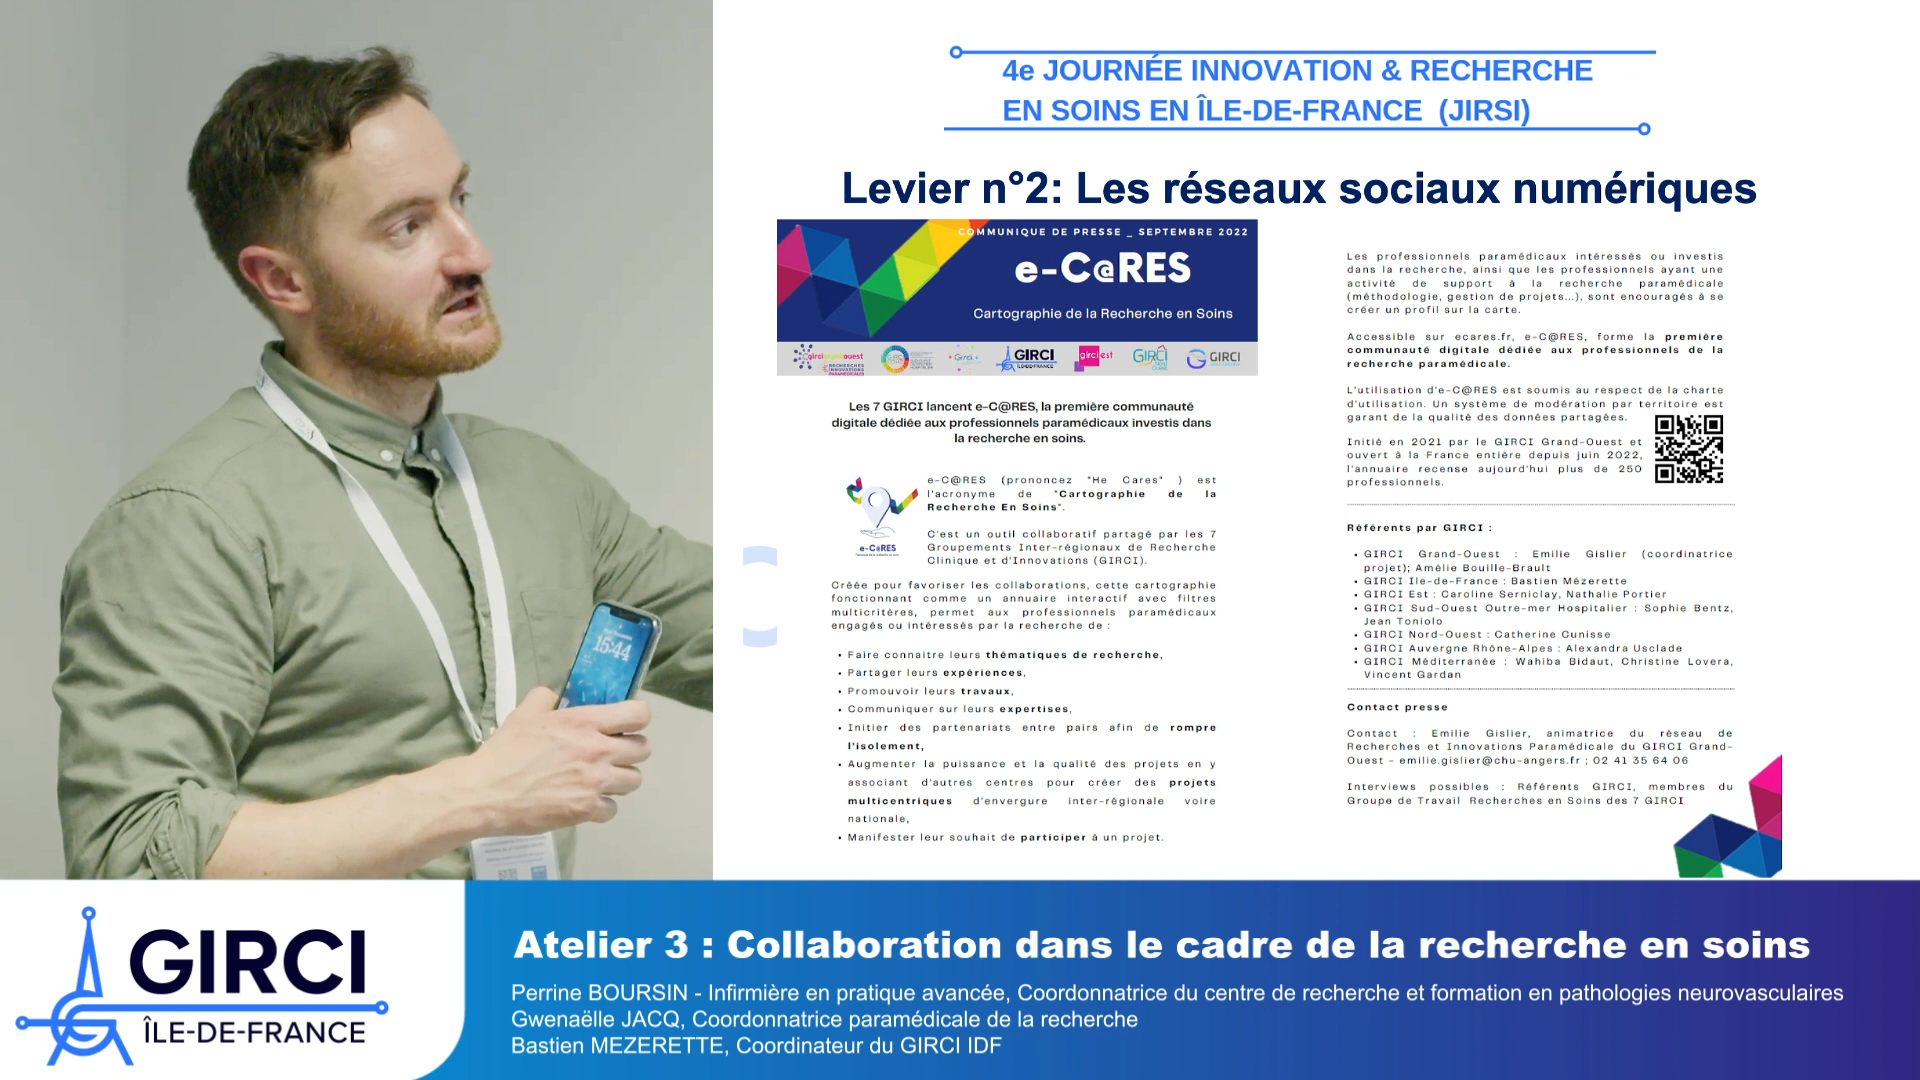 4e JOURNÉE INNOVATION & RECHERCHE
EN SOINS EN ÎLE-DE-FRANCE (JIRSI)
Levier n°2: Les réseaux sociaux numériques
COMMUNIQUE DE PRESSE _ SEPTEMBRE 2022
e-C@RES
Cartographie de la Recherche en Soins
girci grand ouest
RECHERCHES
INNOVATIONS
PARAMÉDICALES
Girci
GIRCI
ÎLE-DE-FRANCE
girci est
GIRCI
GIRCI
Les 7 GIRCI lancent e-C@RES, la première communauté
digitale dédiée aux professionnels paramédicaux investis dans
la recherche en soins.
e-C@RES
e-C@RES (prononcez "He Cares" ) est
l'acronyme de "Cartographie de la
Recherche En Soins".
C'est un outil collaboratif partagé par les 7
Groupements Inter-régionaux de Recherche
Clinique et d'Innovations (GIRCI).
Créée pour favoriser les collaborations, cette cartographie
fonctionnant comme un annuaire interactif avec filtres
multicritères, permet aux professionnels paramédicaux
engagés ou intéressés par la recherche de :
• Faire connaitre leurs thématiques de recherche,
• Partager leurs expériences,
• Promouvoir leurs travaux,
• Communiquer sur leurs expertises,
• Initier des partenariats entre pairs afin de rompre
l'isolement,
• Augmenter la puissance et la qualité des projets en y
associant d'autres centres pour créer des projets
multicentriques d'envergure inter-régionale voire
nationale,
• Manifester leur souhait de participer à un projet.
Les professionnels paramédicaux intéressés ou investis
dans la recherche, ainsi que les professionnels ayant une
activité de support à la recherche paramédicale
(méthodologie, gestion de projets...), sont encouragés à se
créer un profil sur la carte.
Accessible sur ecares.fr, e-C@RES, forme la première
communauté digitale dédiée aux professionnels de la
recherche paramédicale.
L'utilisation d'e-C@RES est soumis au respect de la charte
d'utilisation. Un système de modération par territoire est
garant de la qualité des données partagées.
Initié en 2021 par le GIRCI Grand-Ouest et
ouvert à la France entière depuis juin 2022,
l'annuaire recense aujourd'hui plus de 250
professionnels.
Référents par GIRCI :
• GIRCI Grand-Ouest : Emilie Gislier (coordinatrice
projet); Amélie Bouille-Brault
• GIRCI Ile-de-France : Bastien Mézerette
• GIRCI Est : Caroline Serniclay, Nathalie Portier
• GIRCI Sud-Ouest Outre-mer Hospitalier : Sophie Bentz,
Jean Toniolo
• GIRCI Nord-Ouest : Catherine Cunisse
• GIRCI Auvergne Rhône-Alpes : Alexandra Usclade
• GIRCI Méditerranée : Wahiba Bidaut, Christine Lovera,
Vincent Gardan
Contact presse
Contact : Emilie Gislier, animatrice du réseau de
Recherches et Innovations Paramédicale du GIRCI Grand-
Ouest - emilie.gislier@chu-angers.fr ; 02 41 35 64 06
Interviews possibles : Référents GIRCI, membres du
Groupe de Travail Recherches en Soins des 7 GIRCI
15:44
GIRCI
ÎLE-DE-FRANCE
Atelier 3 : Collaboration dans le cadre de la recherche en soins
Perrine BOURSIN - Infirmière en pratique avancée, Coordonnatrice du centre de recherche et formation en pathologies neurovasculaires
Gwenaëlle JACQ, Coordonnatrice paramédicale de la recherche
Bastien MEZERETTE, Coordinateur du GIRCI IDF